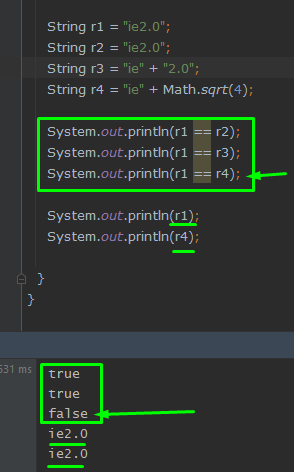 String r1 = "ie2.0";
String r2 = "ie2.0";
String r3 = "ie" + "2.0";
String r4 = "ie" + Math.sqrt(4);
System.out.println(r1 == r2);
System.out.println(r1 == r3);
System.out.println(r1 == r4);
System.out.println(r1);
System.out.println(r4);
}
}
531 ms
true
true
false
ie2.0
ie2.0